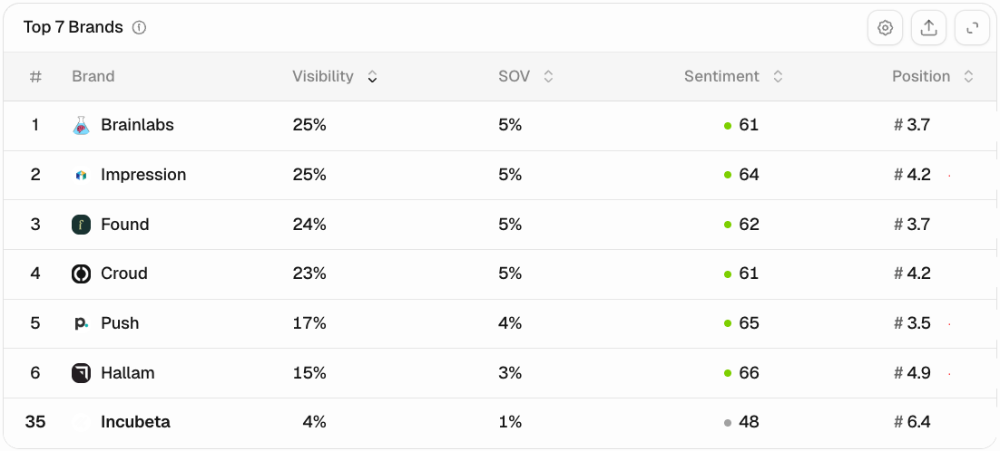 Top 7 Brands
# Brand Visibility SOV Sentiment Position
1 Brainlabs 25% 5% 61 # 3.7
2 Impression 25% 5% 64 # 4.2
3 Found 24% 5% 62 # 3.7
4 Croud 23% 5% 61 # 4.2
5 p. Push 17% 4% 65 # 3.5
6 Hallam 15% 3% 66 # 4.9
35 Incubeta 4% 1% 48 # 6.4